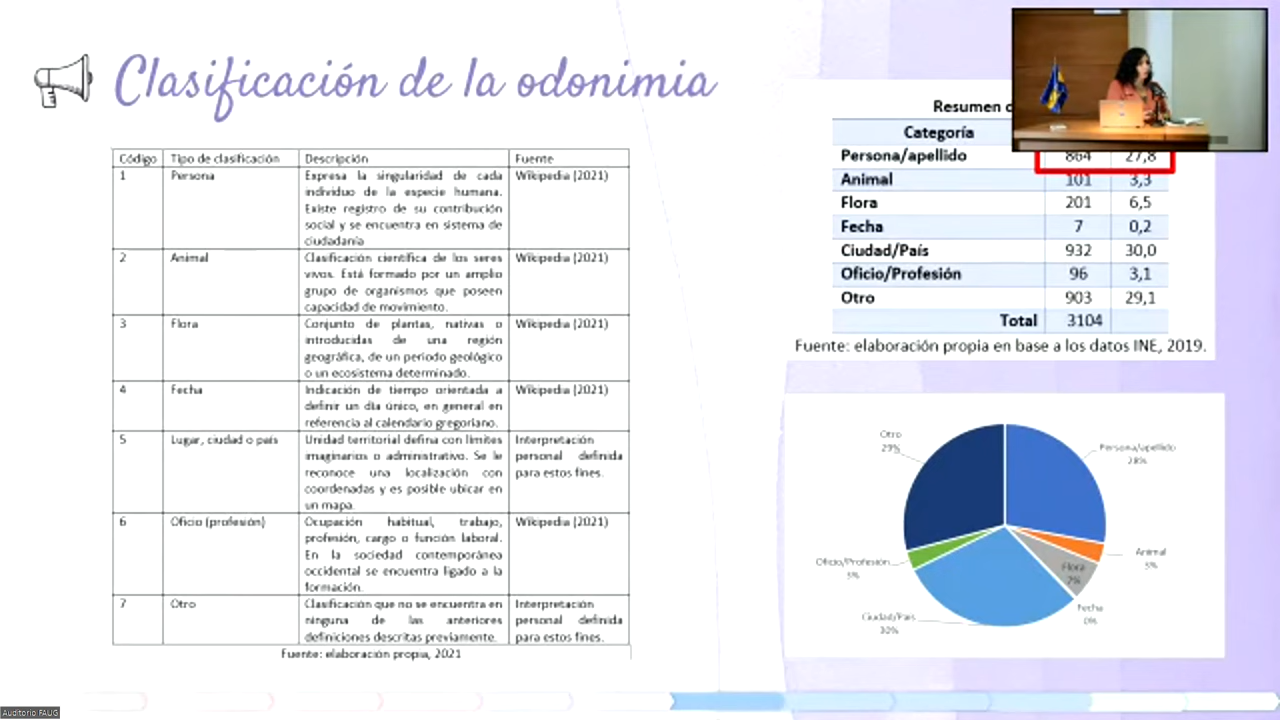 Clasificación de la odonimia
Código Tipo de clasificación Descripción Fuente
1 Persona Expresa la singularidad de cada Wikipedia (2021)
individuo de la especie humana.
Existe registro de su contribución
social y se encuentra en sistema de
ciudadanía
2 Animal Clasificación científica de los seres Wikipedia (2021)
vivos. Está formado por un amplio
grupo de organismos que poseen
capacidad de movimiento.
3 Flora Conjunto de plantas, nativas o Wikipedia (2021)
introducidas de una región
geográfica, de un periodo geológico
o un ecosistema determinado.
4 Fecha Indicación de tiempo orientada a Wikipedia (2021)
definir un día único, en general en
referencia al calendario gregoriano.
5 Lugar, ciudad o país Unidad territorial defina con límites Interpretación
imaginarios o administrativo. Se le personal definida
reconoce una localización con para estos fines.
coordenadas y es posible ubicar en
un mapa.
6 Oficio (profesión) Ocupación habitual, trabajo, Wikipedia (2021)
profesión, cargo o función laboral.
En la sociedad contemporánea
occidental se encuentra ligado a la
formación.
7 Otro Clasificación que no se encuentra en Interpretación
ninguna de las anteriores personal definida
definiciones descritas previamente. para estos fines.
Fuente: elaboración propia, 2021
Resumen
Categoría
Persona/apellido 864 27,8
Animal 101 3,3
Flora 201 6,5
Fecha 7 0,2
Ciudad/País 932 30,0
Oficio/Profesión 96 3,1
Otro 903 29,1
Total 3104
Fuente: elaboración propia en base a los datos INE, 2019.
Otro
29%
Persona/apellido
28%
Animal
3%
Flora
7%
Fecha
0%
Ciudad/País
30%
Oficio/Profesión
3%
Auditorio FAUG